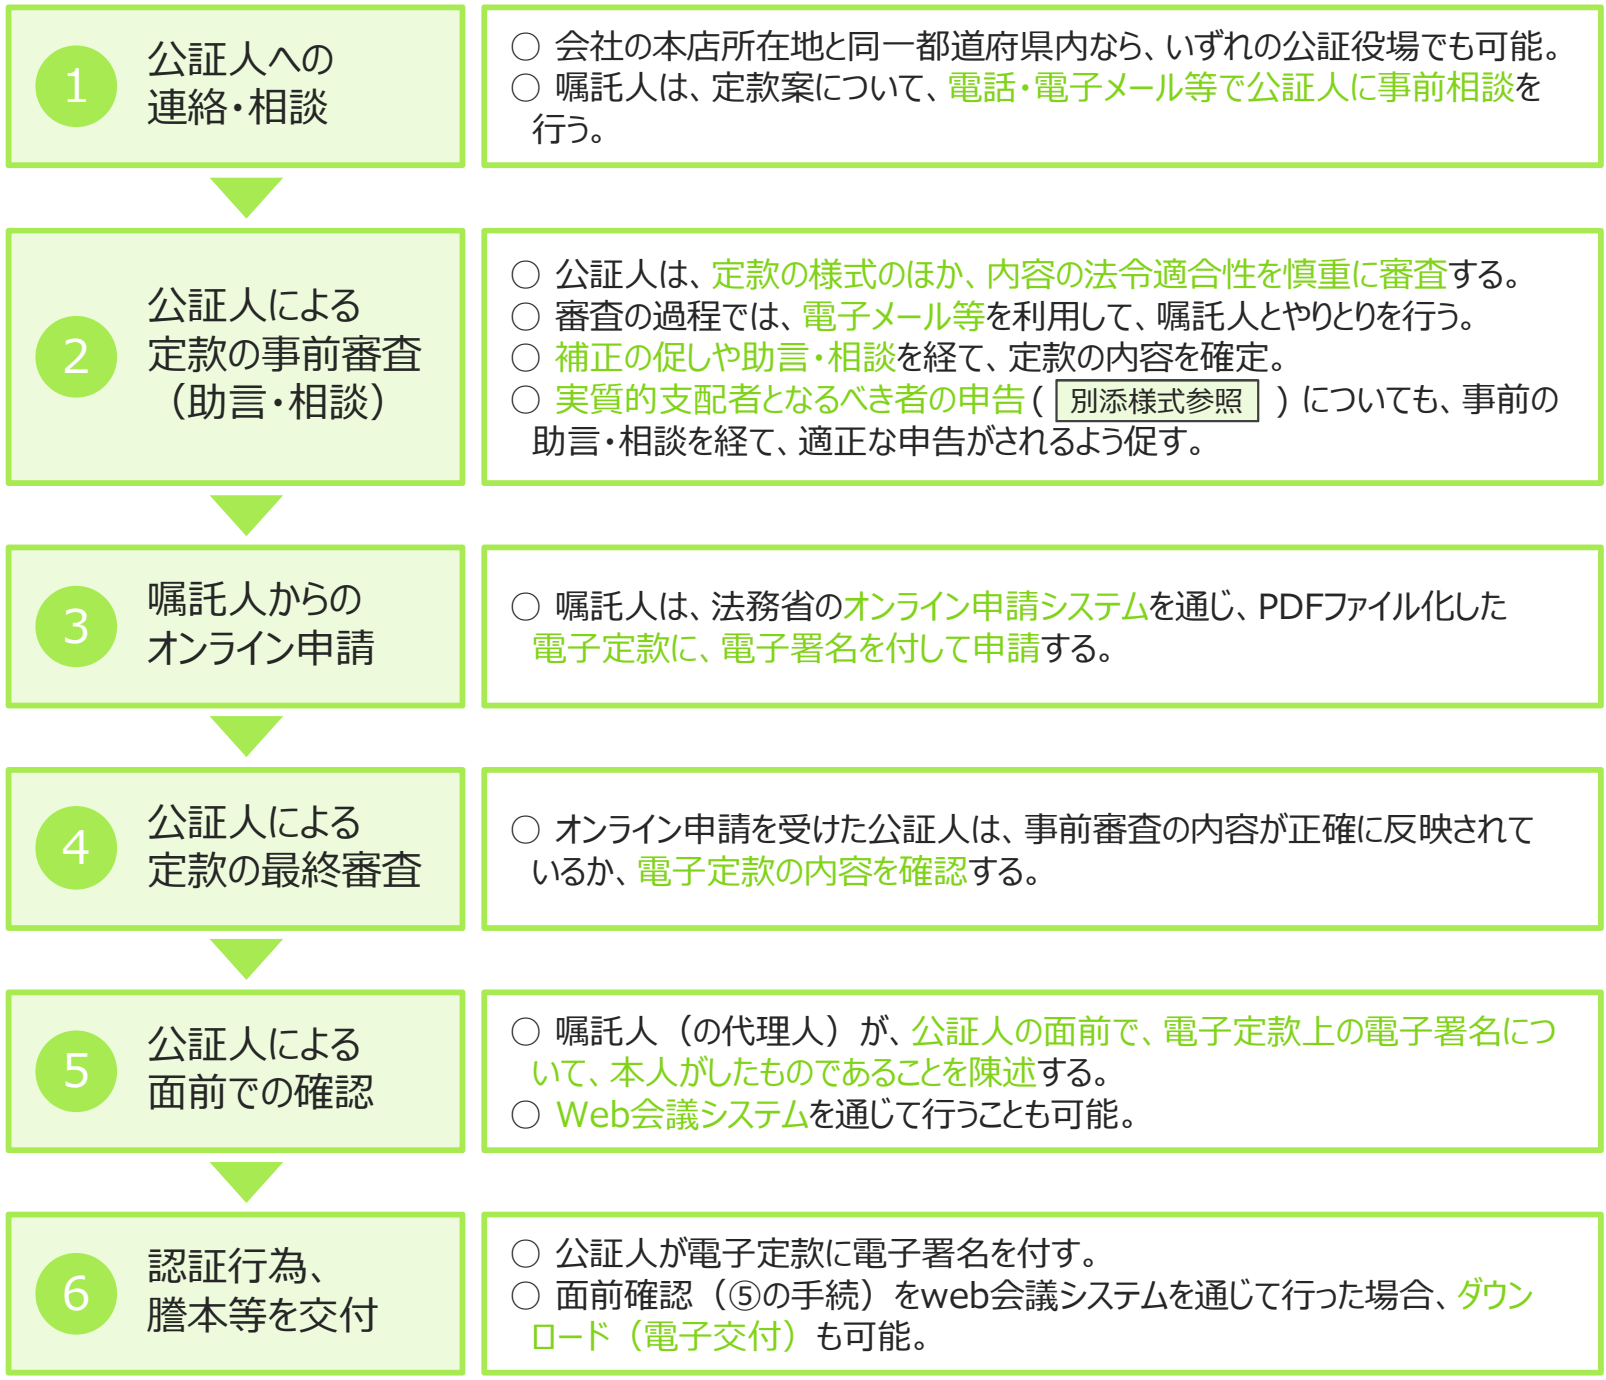 1
公証人への
連絡・相談
○ 会社の本店所在地と同一都道府県内なら、いずれの公証役場でも可能。
○ 嘱託人は、定款案について、電話・電子メール等で公証人に事前相談を
行う。
2
公証人による
定款の事前審査
（助言・相談）
○ 公証人は、定款の様式のほか、内容の法令適合性を慎重に審査する。
○ 審査の過程では、電子メール等を利用して、嘱託人とやりとりを行う。
○ 補正の促しや助言・相談を経て、定款の内容を確定。
○ 実質的支配者となるべき者の申告( 別添様式参照 ) についても、事前の
助言・相談を経て、適正な申告がされるよう促す。
3
嘱託人からの
オンライン申請
○ 嘱託人は、法務省のオンライン申請システムを通じ、PDFファイル化した
電子定款に、電子署名を付して申請する。
4
公証人による
定款の最終審査
○ オンライン申請を受けた公証人は、事前審査の内容が正確に反映されて
いるか、電子定款の内容を確認する。
5
公証人による
面前での確認
○ 嘱託人（の代理人）が、公証人の面前で、電子定款上の電子署名につ
いて、本人がしたものであることを陳述する。
○ Web会議システムを通じて行うことも可能。
6
認証行為、
謄本等を交付
○ 公証人が電子定款に電子署名を付す。
○ 面前確認（⑤の手続）をweb会議システムを通じて行った場合、ダウン
ロード（電子交付）も可能。